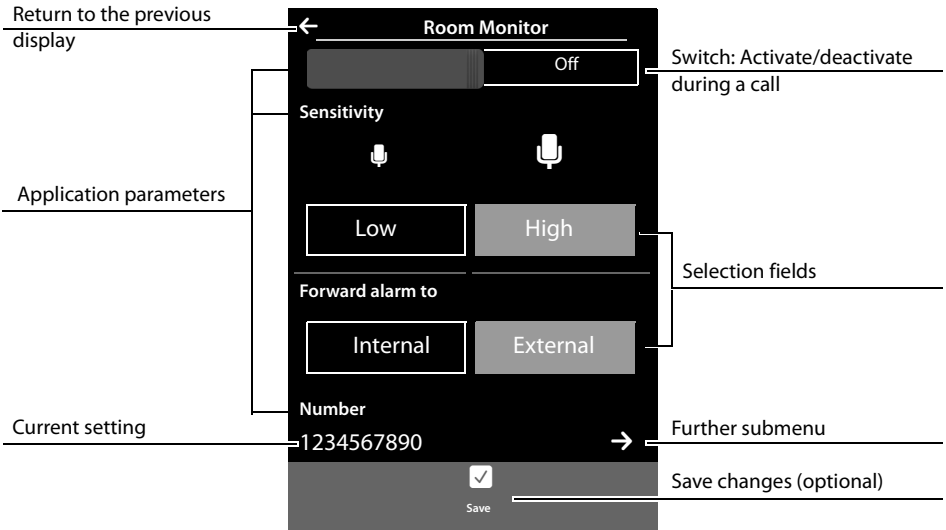 Return to the previous
display
Room Monitor
Off
Switch: Activate/deactivate
during a call
Sensitivity
Application parameters
Low
High
Selection fields
Forward alarm to
Internal
External
Number
Current setting
1234567890
Further submenu
Save changes (optional)
Save